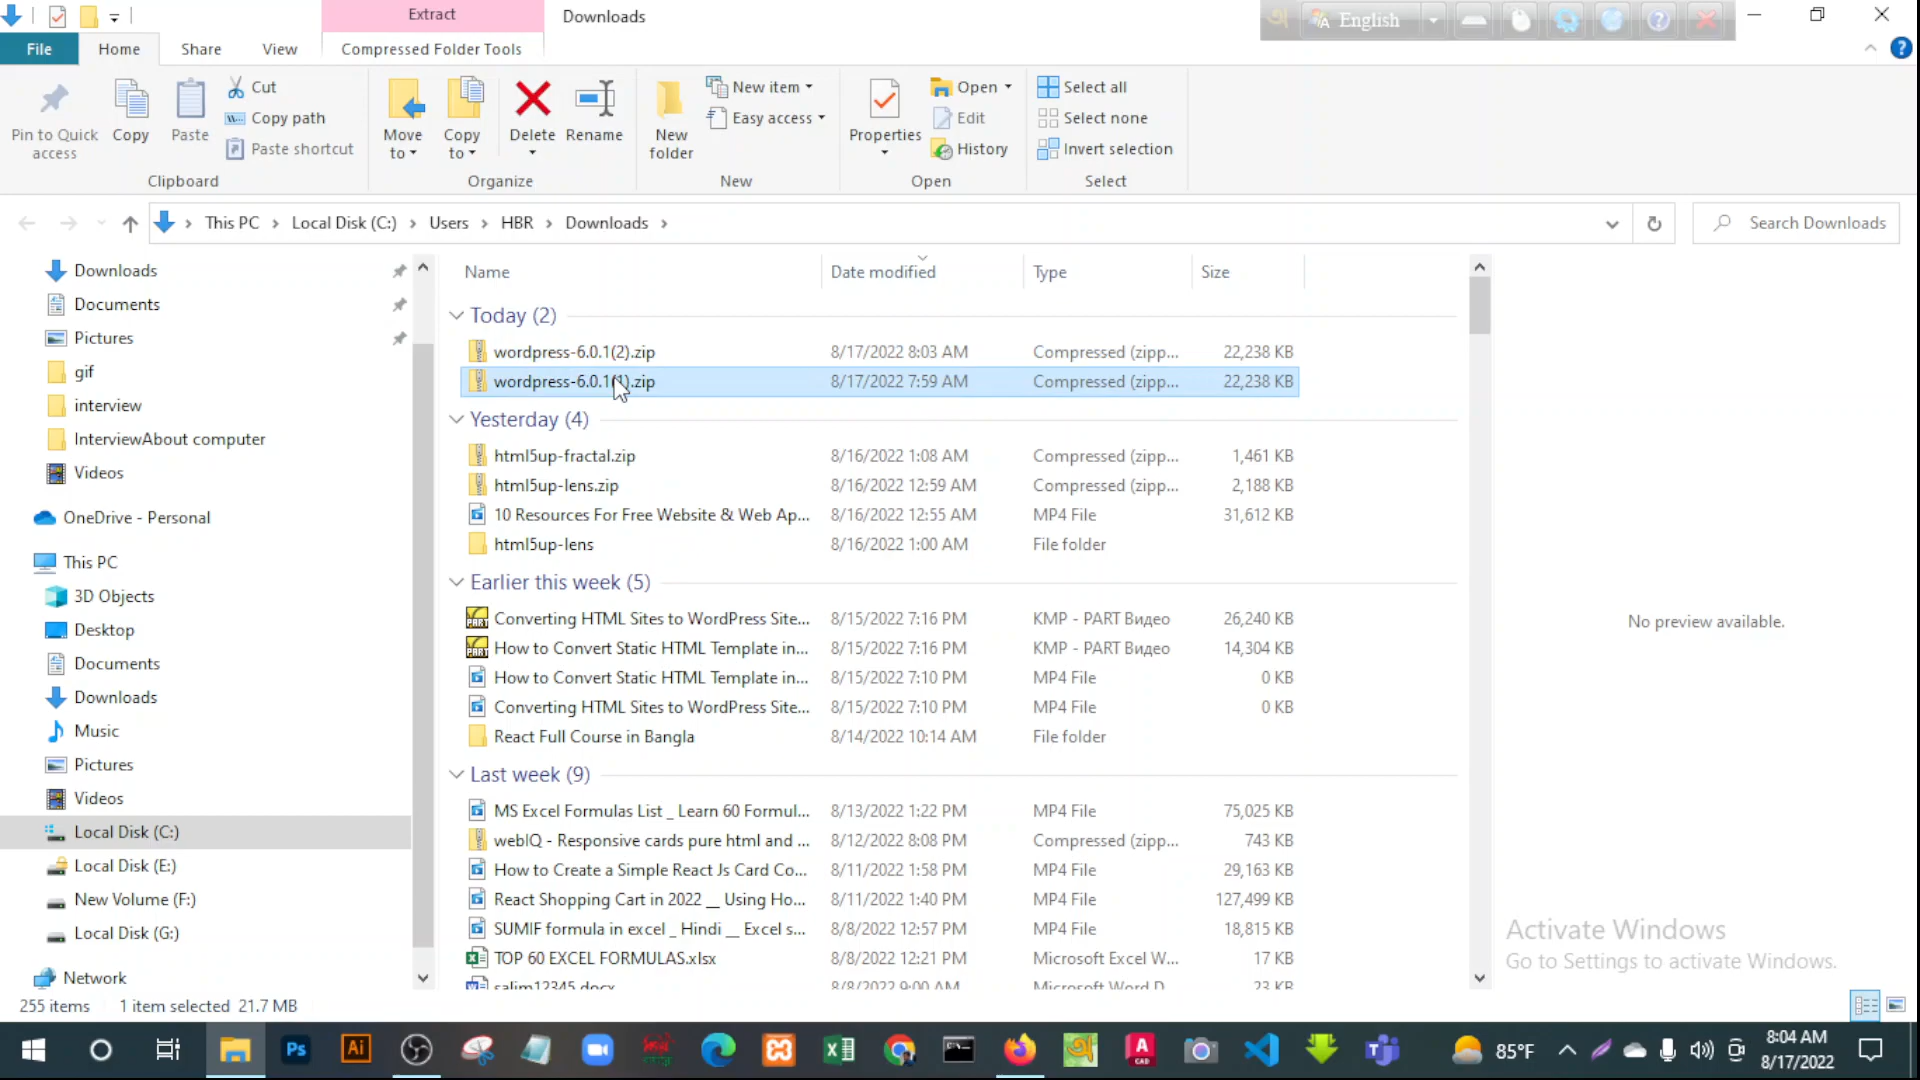 Extract
Downloads
English
File
Home
Share
View
Compressed Folder Tools
Pin to Quick access
Copy
Paste
Cut
Copy path
Paste shortcut
Clipboard
Move to
Copy to
Delete
Rename
Organize
New folder
New item
Easy access
New
Properties
Open
Edit
History
Open
Select all
Select none
Invert selection
Select
This PC > Local Disk (C:) > Users > HBR > Downloads >
Search Downloads
Downloads
Documents
Pictures
gif
interview
InterviewAbout computer
Videos
OneDrive - Personal
This PC
3D Objects
Desktop
Documents
Downloads
Music
Pictures
Videos
Local Disk (C:)
Local Disk (E:)
New Volume (F:)
Local Disk (G:)
Network
Name Date modified Type Size
Today (2)
wordpress-6.0.1(2).zip 8/17/2022 8:03 AM Compressed (zipp... 22,238 KB
wordpress-6.0.1(1).zip 8/17/2022 7:59 AM Compressed (zipp... 22,238 KB
Yesterday (4)
html5up-fractal.zip 8/16/2022 1:08 AM Compressed (zipp... 1,461 KB
html5up-lens.zip 8/16/2022 12:59 AM Compressed (zipp... 2,188 KB
10 Resources For Free Website & Web Ap... 8/16/2022 12:55 AM MP4 File 31,612 KB
html5up-lens 8/16/2022 1:00 AM File folder
Earlier this week (5)
Converting HTML Sites to WordPress Site... 8/15/2022 7:16 PM KMP - PART Видео 26,240 KB
How to Convert Static HTML Template in... 8/15/2022 7:16 PM KMP - PART Видео 14,304 KB
How to Convert Static HTML Template in... 8/15/2022 7:10 PM MP4 File 0 KB
Converting HTML Sites to WordPress Site... 8/15/2022 7:10 PM MP4 File 0 KB
React Full Course in Bangla 8/14/2022 10:14 AM File folder
Last week (9)
MS Excel Formulas List _ Learn 60 Formul... 8/13/2022 1:22 PM MP4 File 75,025 KB
webIQ - Responsive cards pure html and ... 8/12/2022 8:08 PM Compressed (zipp... 743 KB
How to Create a Simple React Js Card Co... 8/11/2022 1:58 PM MP4 File 29,163 KB
React Shopping Cart in 2022 __ Using Ho... 8/11/2022 1:40 PM MP4 File 127,499 KB
SUMIF formula in excel _ Hindi __ Excel s... 8/8/2022 12:57 PM MP4 File 18,815 KB
TOP 60 EXCEL FORMULAS.xlsx 8/8/2022 12:21 PM Microsoft Excel W... 17 KB
salim12345.docx 8/8/2022 9:00 AM Microsoft Word D... 23 KB
No preview available.
Activate Windows
Go to Settings to activate Windows.
255 items 1 item selected 21.7 MB
Ps
Ai
85°F
8:04 AM
8/17/2022